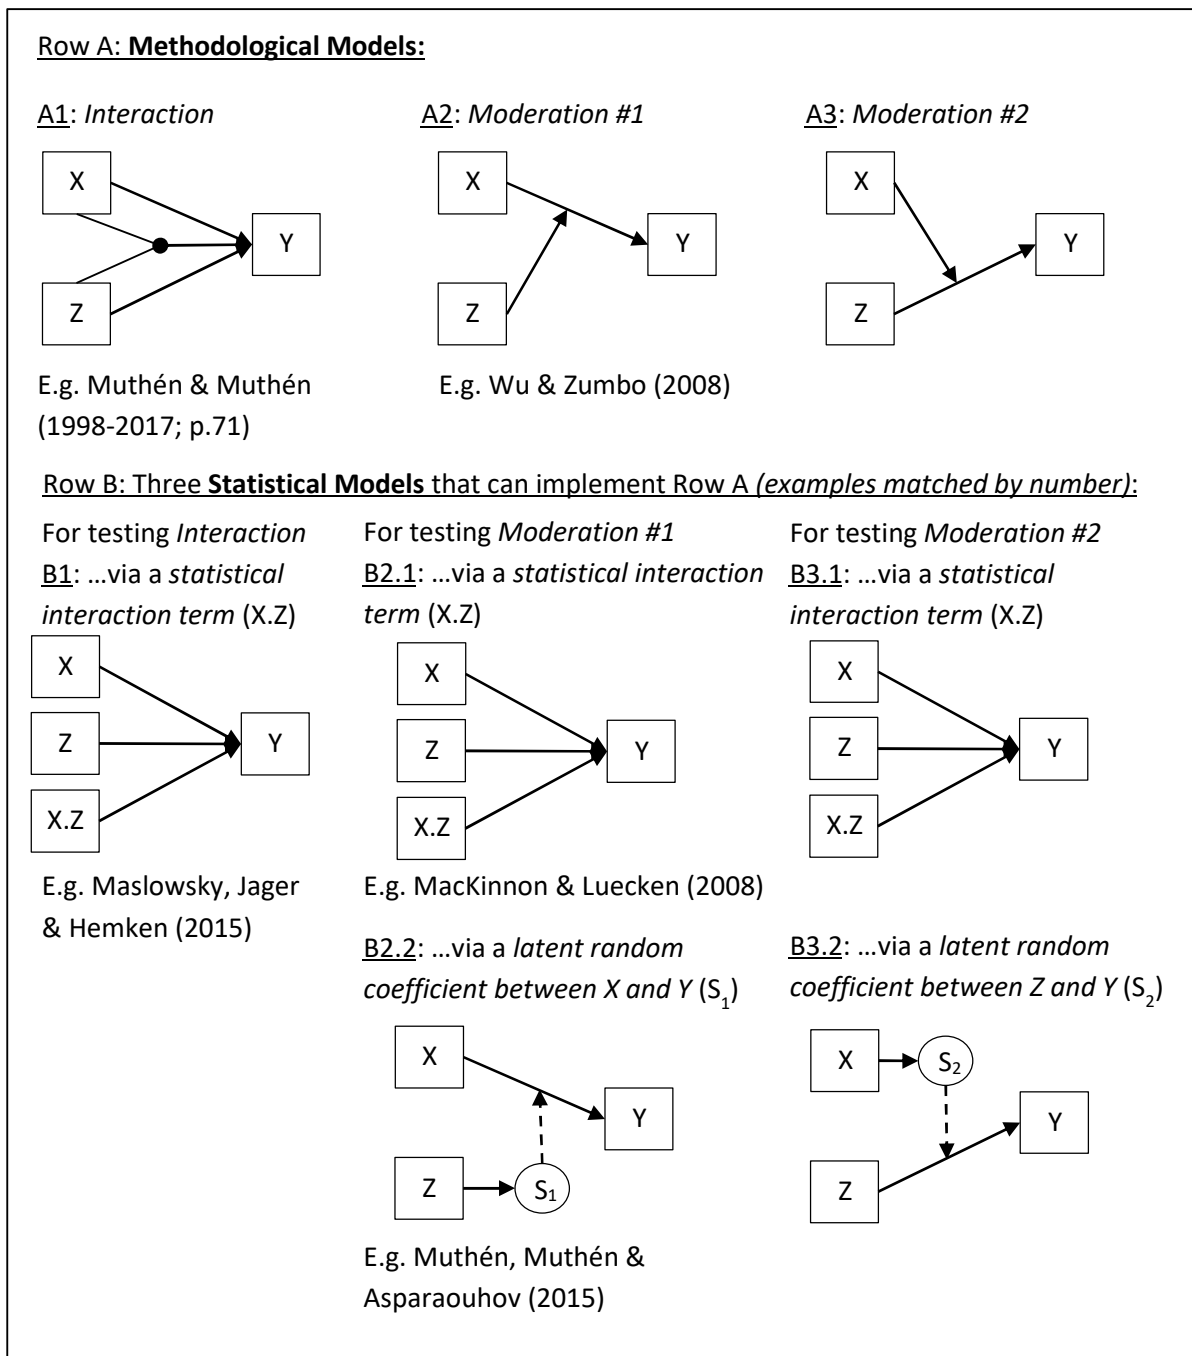 Row A: Methodological Models:
A1: Interaction
A2: Moderation #1
A3: Moderation #2
X
Z
Y
X
Z
Y
X
Z
Y
E.g. Muthén & Muthén
(1998-2017; p.71)
E.g. Wu & Zumbo (2008)
Row B: Three Statistical Models that can implement Row A (examples matched by number):
For testing Interaction
B1: …via a statistical
interaction term (X.Z)
X
Z
X.Z
Y
E.g. Maslowsky, Jager
& Hemken (2015)
For testing Moderation #1
B2.1: …via a statistical interaction
term (X.Z)
X
Z
X.Z
Y
E.g. MacKinnon & Luecken (2008)
For testing Moderation #2
B3.1: …via a statistical
interaction term (X.Z)
X
Z
X.Z
Y
B2.2: …via a latent random
coefficient between X and Y (S₁)
X
Y
Z
S₁
E.g. Muthén, Muthén &
Asparaouhov (2015)
B3.2: …via a latent random
coefficient between Z and Y (S₂)
X
S₂
Y
Z